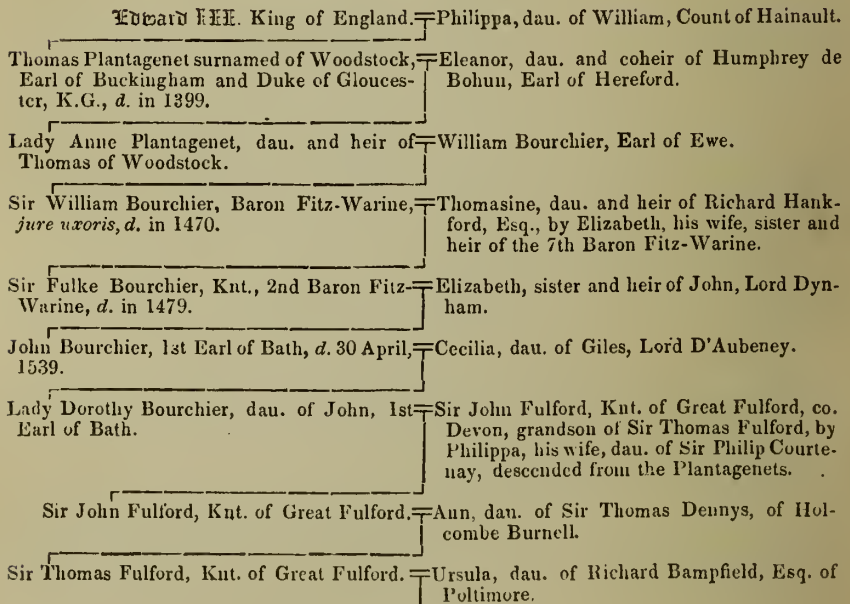 Edward III. King of England. Philippa, dau. of William, Count of Hainault.
Thomas Plantagenet surnamed of Woodstock,
Earl of Buckingham and Duke of Glouces-
ter, K.G., d. in 1399.
Eleanor, dau. and coheir of Humphrey de
Bohun, Earl of Hereford.
Lady Anne Plantagenet, dau. and heir of
Thomas of Woodstock.
William Bourchier, Earl of Ewe.
Sir William Bourchier, Baron Fitz-Warine,
jure uxoris, d. in 1470.
Thomasine, dau. and heir of Richard Hank-
ford, Esq., by Elizabeth, his wife, sister and
heir of the 7th Baron Fitz-Warine.
Sir Fulke Bourchier, Knt., 2nd Baron Fitz-
Warine, d. in 1479.
Elizabeth, sister and heir of John, Lord Dyn-
ham.
John Bourchier, 1st Earl of Bath, d. 30 April,
1539.
Cecilia, dau. of Giles, Lord D'Aubeney.
Lady Dorothy Bourchier, dau. of John, 1st
Earl of Bath.
Sir John Fulford, Knt. of Great Fulford, co.
Devon, grandson of Sir Thomas Fulford, by
Philippa, his wife, dau. of Sir Philip Courte-
nay, descended from the Plantagenets.
Sir John Fulford, Knt. of Great Fulford.
Ann, dau. of Sir Thomas Dennys, of Hol-
combe Burnell.
Sir Thomas Fulford, Knt. of Great Fulford.
Ursula, dau. of Richard Bampfield, Esq. of
Poltimore.